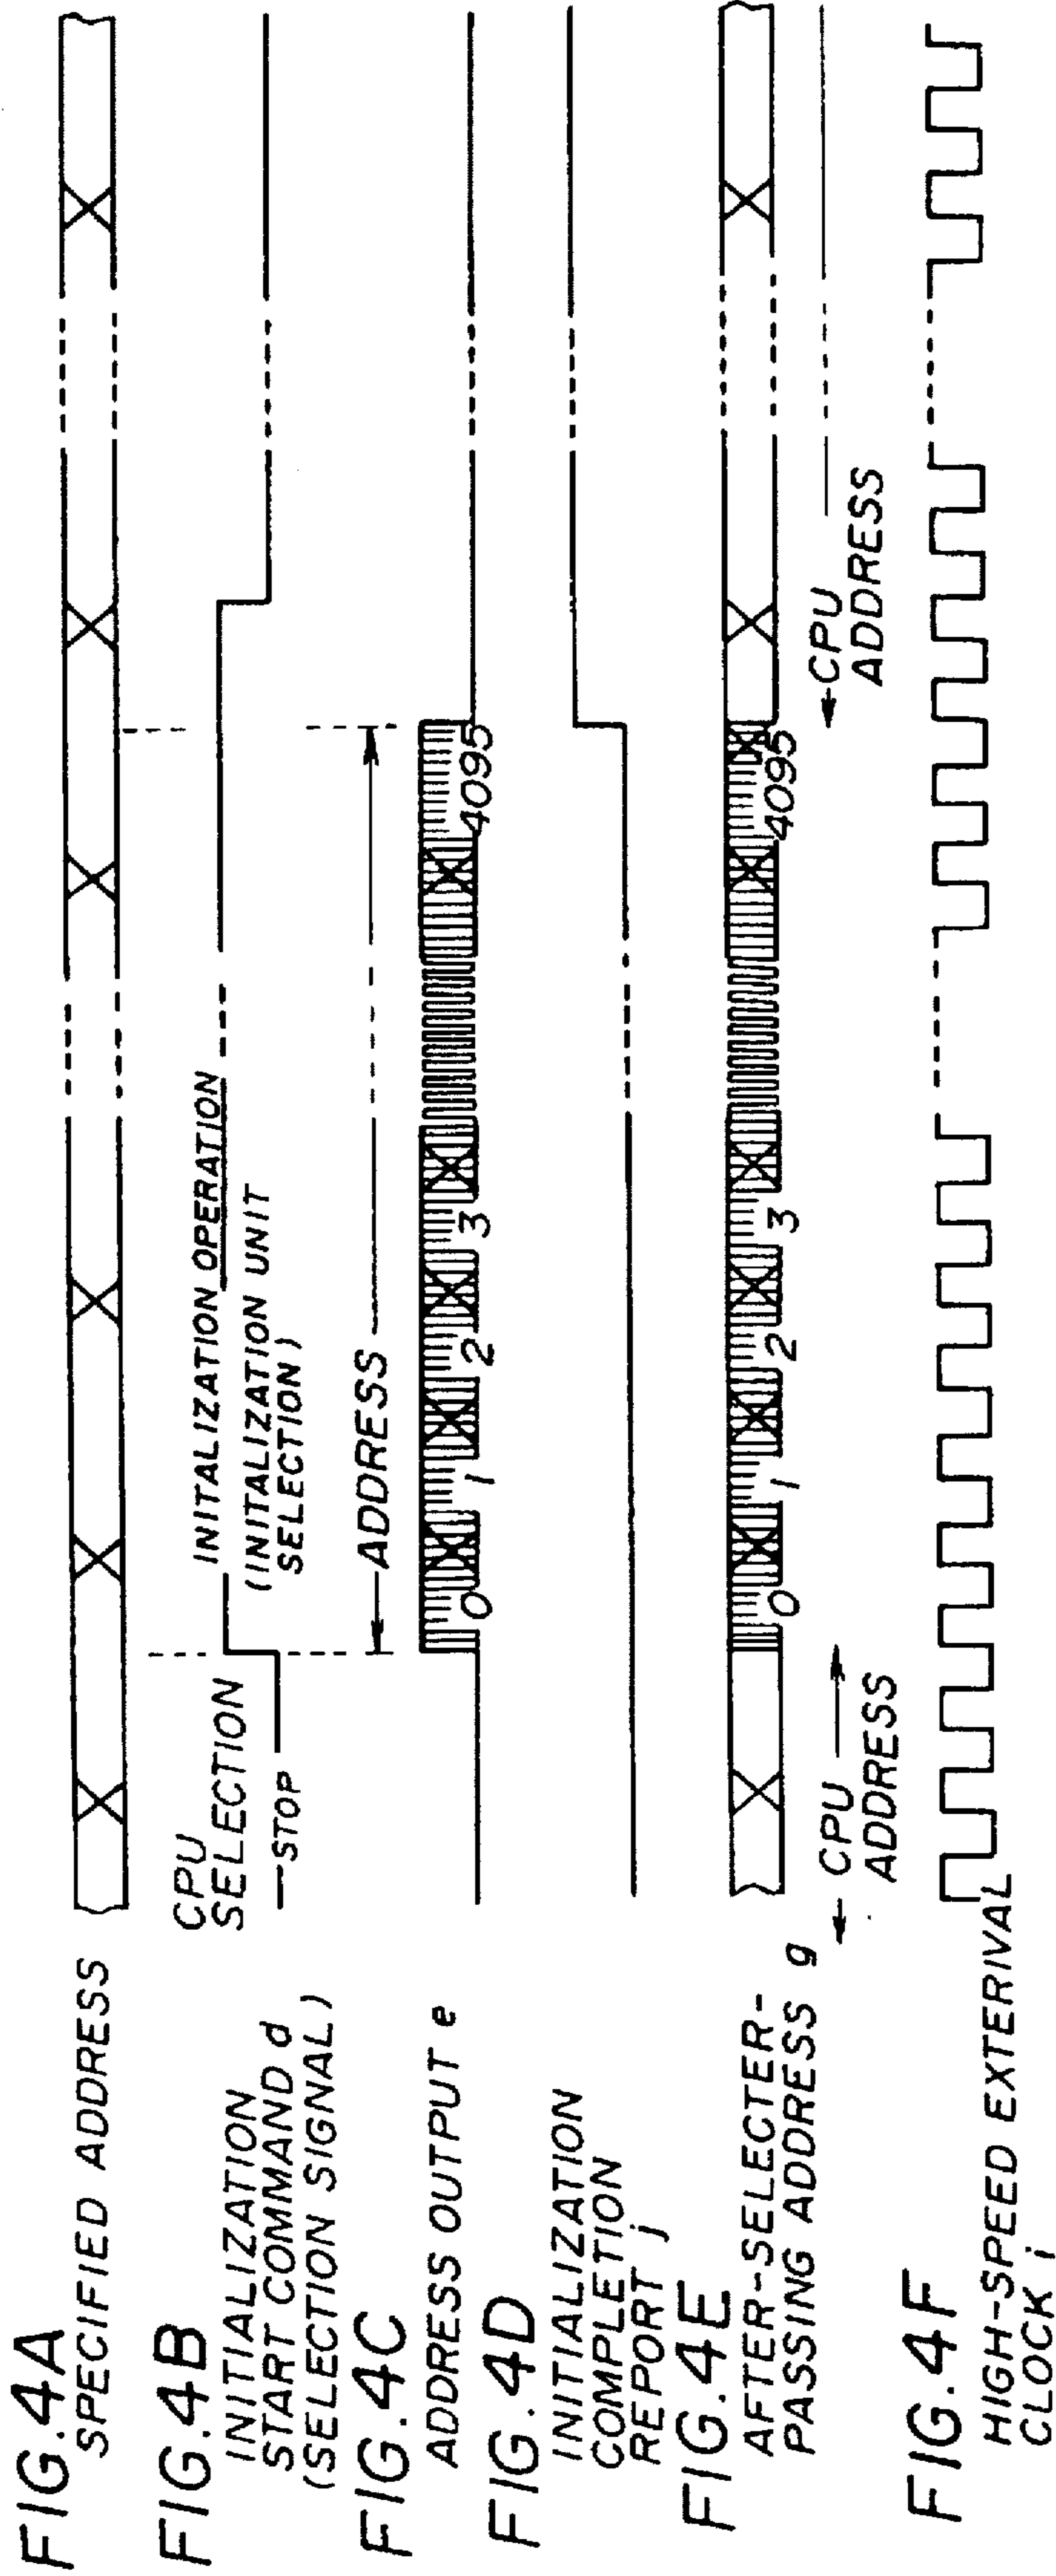 FIG.4A
SPECIFIED ADDRESS
FIG.4B
INITIALIZATION
START COMMAND d
(SELECTION SIGNAL)
CPU
SELECTION
STOP
INITALIZATION OPERATION
(INITALIZATION UNIT
SELECTION)
FIG.4C
ADDRESS OUTPUT e
ADDRESS
0 1 2 3 4095
FIG.4D
INITIALIZATION
COMPLETION
REPORT j
FIG.4E
AFTER-SELECTER-
PASSING ADDRESS g
0 1 2 3 4095
CPU
ADDRESS
CPU
ADDRESS
FIG.4F
HIGH-SPEED EXTERIVAL
CLOCK i